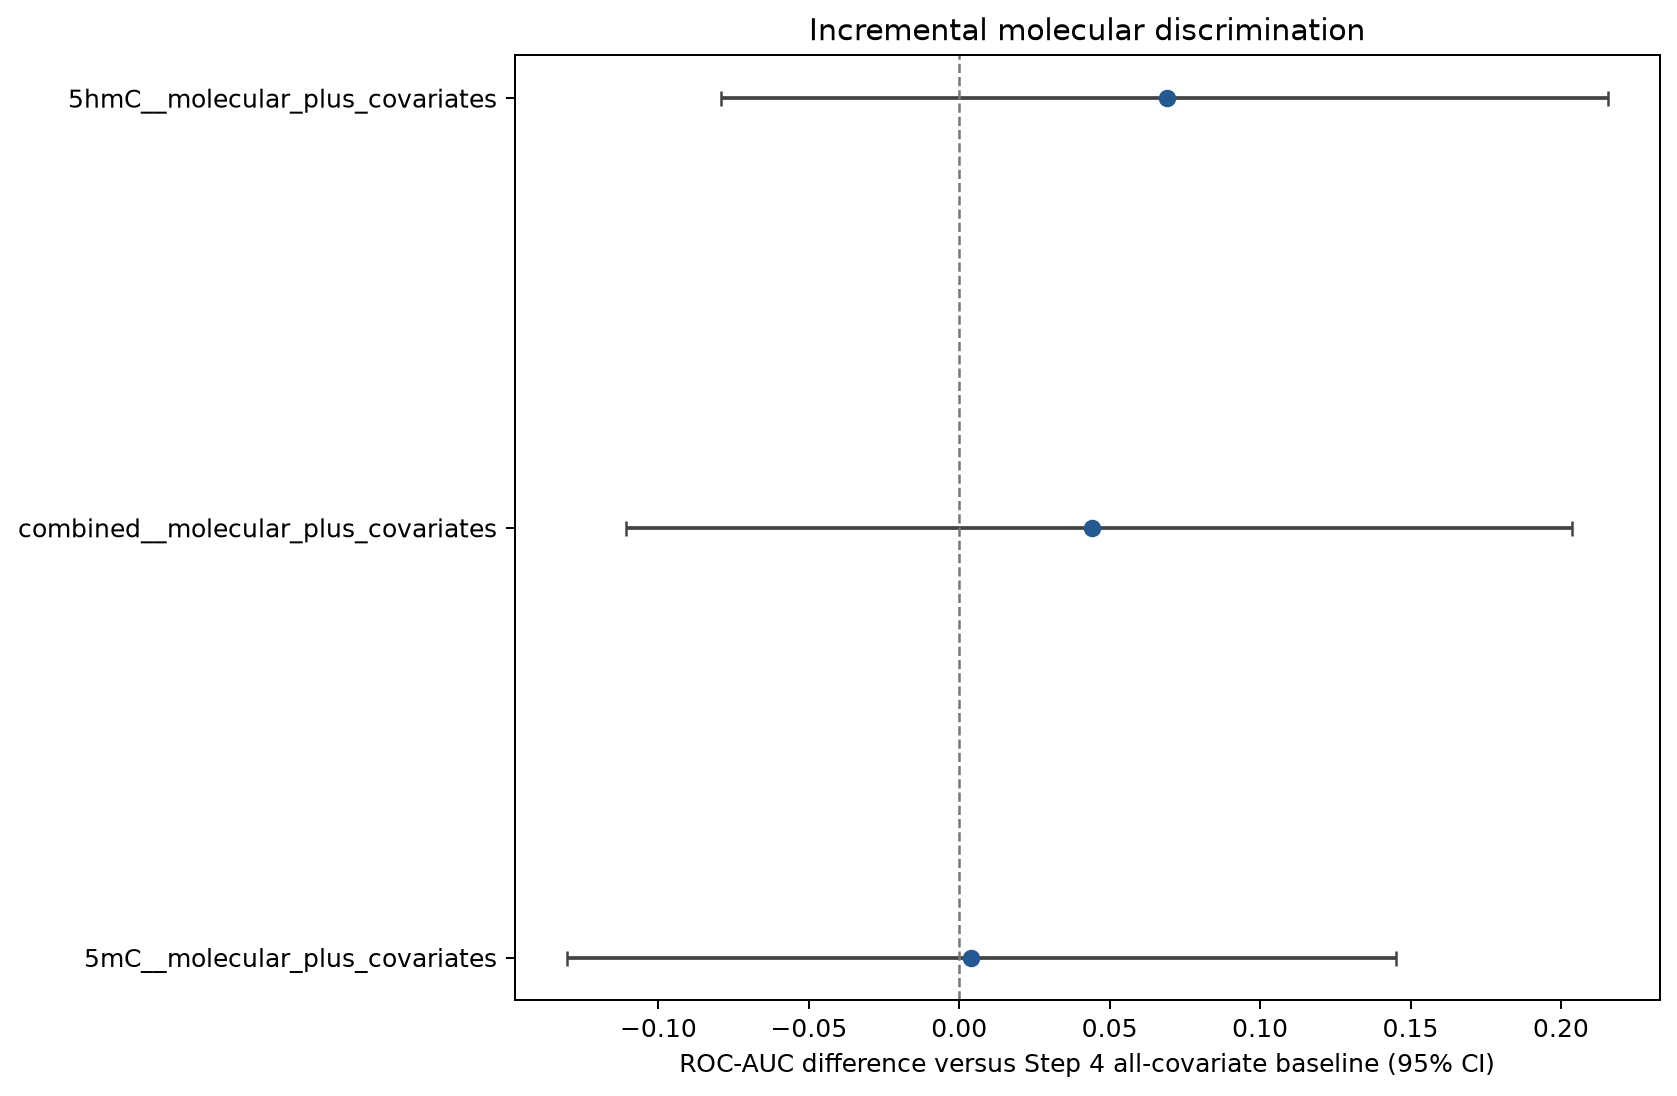 Incremental molecular discrimination
5hmC__molecular_plus_covariates
combined__molecular_plus_covariates
5mC__molecular_plus_covariates
−0.10 −0.05 0.00 0.05 0.10 0.15 0.20
ROC-AUC difference versus Step 4 all-covariate baseline (95% CI)